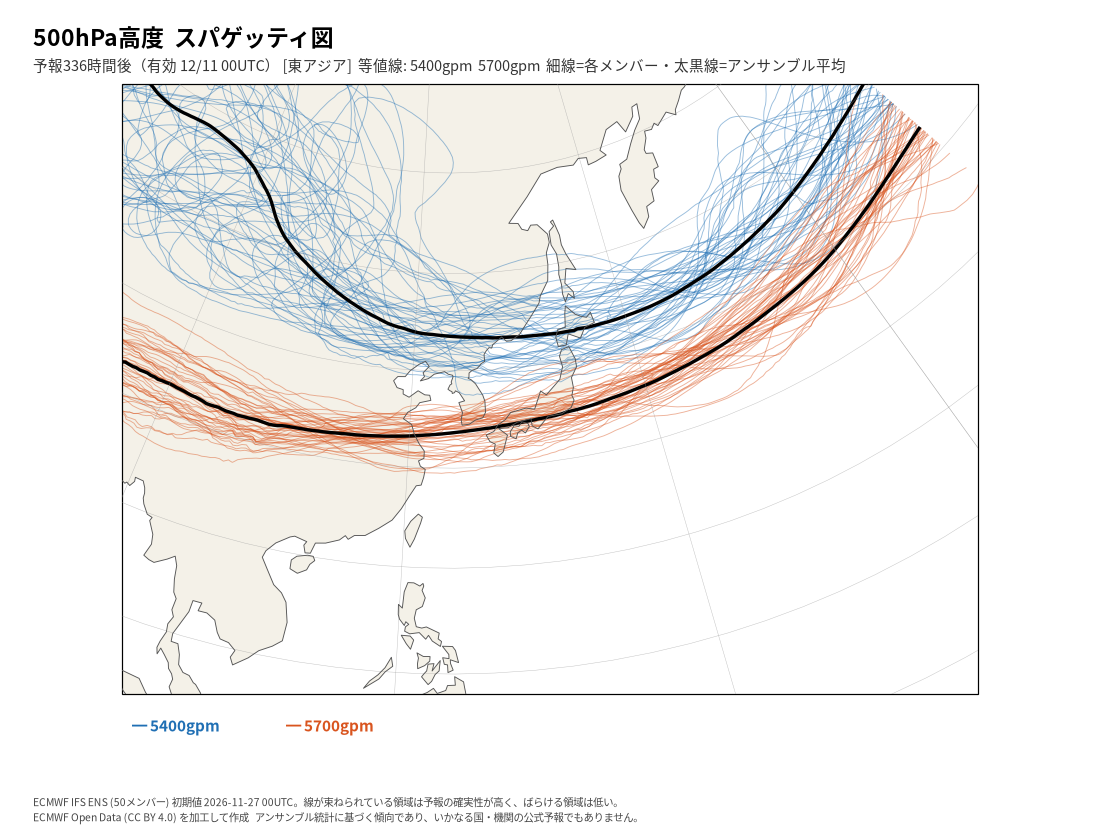 500hPa高度 スパゲッティ図
予報336時間後（有効 12/11 00UTC） [東アジア] 等値線: 5400gpm 5700gpm 細線=各メンバー・太黒線=アンサンブル平均
5400gpm 5700gpm
ECMWF IFS ENS (50メンバー) 初期値 2026-11-27 00UTC。線が束ねられている領域は予報の確実性が高く、ばらける領域は低い。
ECMWF Open Data (CC BY 4.0) を加工して作成 アンサンブル統計に基づく傾向であり、いかなる国・機関の公式予報でもありません。